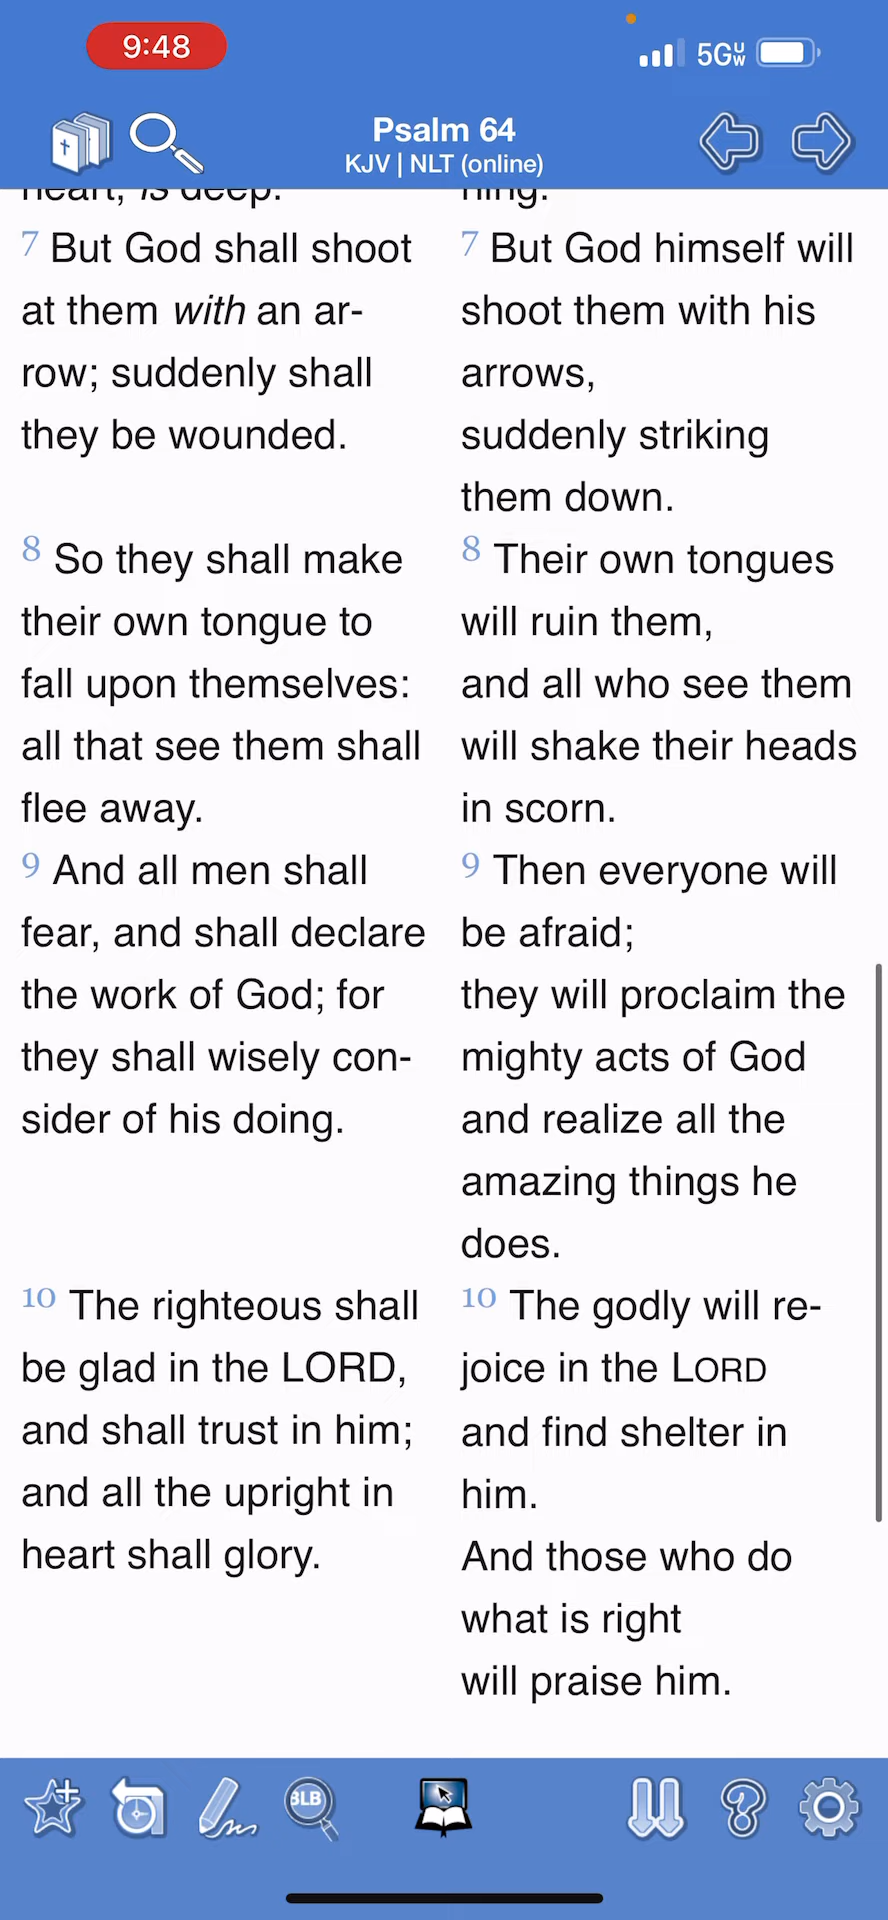 9:48
5G UW
Psalm 64
KJV | NLT (online)
heart, is deep.
7 But God shall shoot
at them with an ar-
row; suddenly shall
they be wounded.
8 So they shall make
their own tongue to
fall upon themselves:
all that see them shall
flee away.
9 And all men shall
fear, and shall declare
the work of God; for
they shall wisely con-
sider of his doing.
10 The righteous shall
be glad in the LORD,
and shall trust in him;
and all the upright in
heart shall glory.
ning.
7 But God himself will
shoot them with his
arrows,
suddenly striking
them down.
8 Their own tongues
will ruin them,
and all who see them
will shake their heads
in scorn.
9 Then everyone will
be afraid;
they will proclaim the
mighty acts of God
and realize all the
amazing things he
does.
10 The godly will re-
joice in the LORD
and find shelter in
him.
And those who do
what is right
will praise him.
BLB